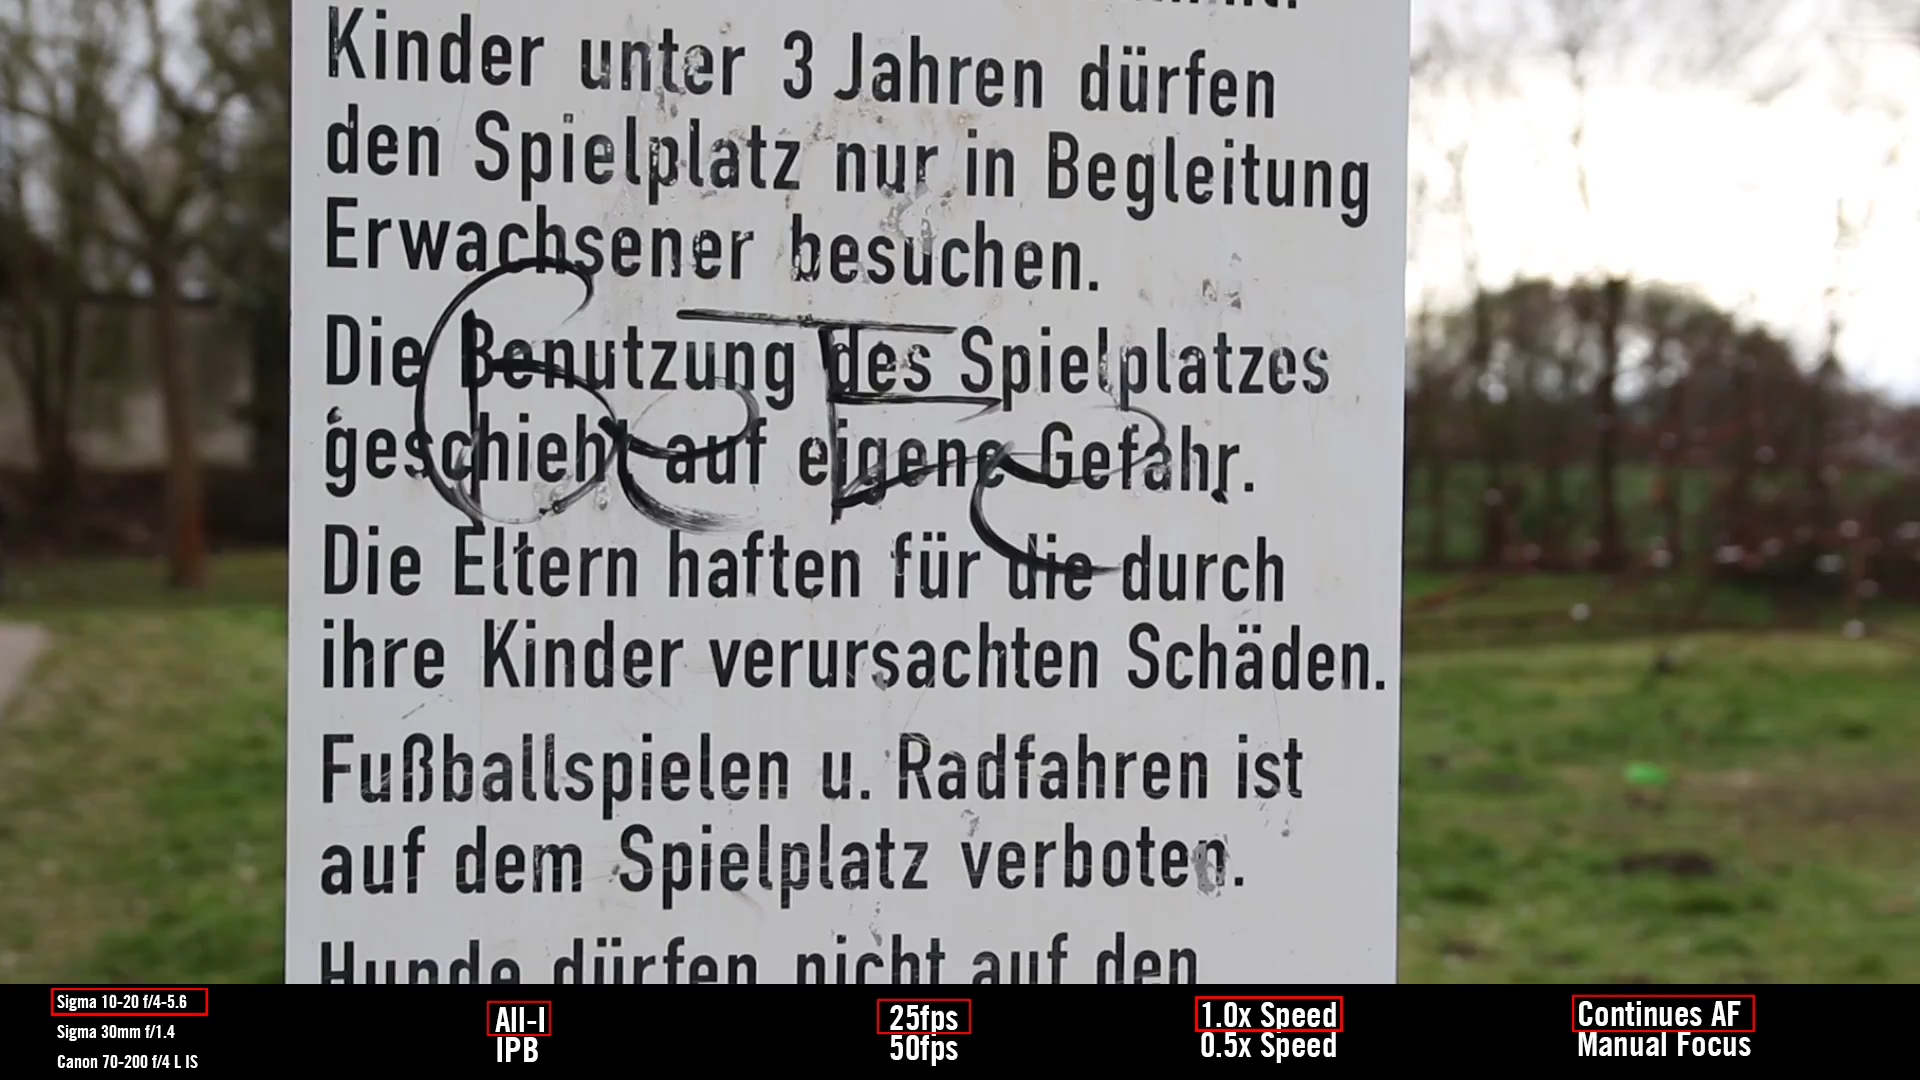 Kinder unter 3 Jahren dürfen
den Spielplatz nur in Begleitung
Erwachsener besuchen.
Die Benutzung des Spielplatzes
geschieht auf eigene Gefahr.
Die Eltern haften für die durch
ihre Kinder verursachten Schäden.
Fußballspielen u. Radfahren ist
auf dem Spielplatz verboten.
Hunde dürfen nicht auf den
Sigma 10-20 f/4-5.6
Sigma 30mm f/1.4
Canon 70-200 f/4 L IS
All-I
IPB
25fps
50fps
1.0x Speed
0.5x Speed
Continues AF
Manual Focus